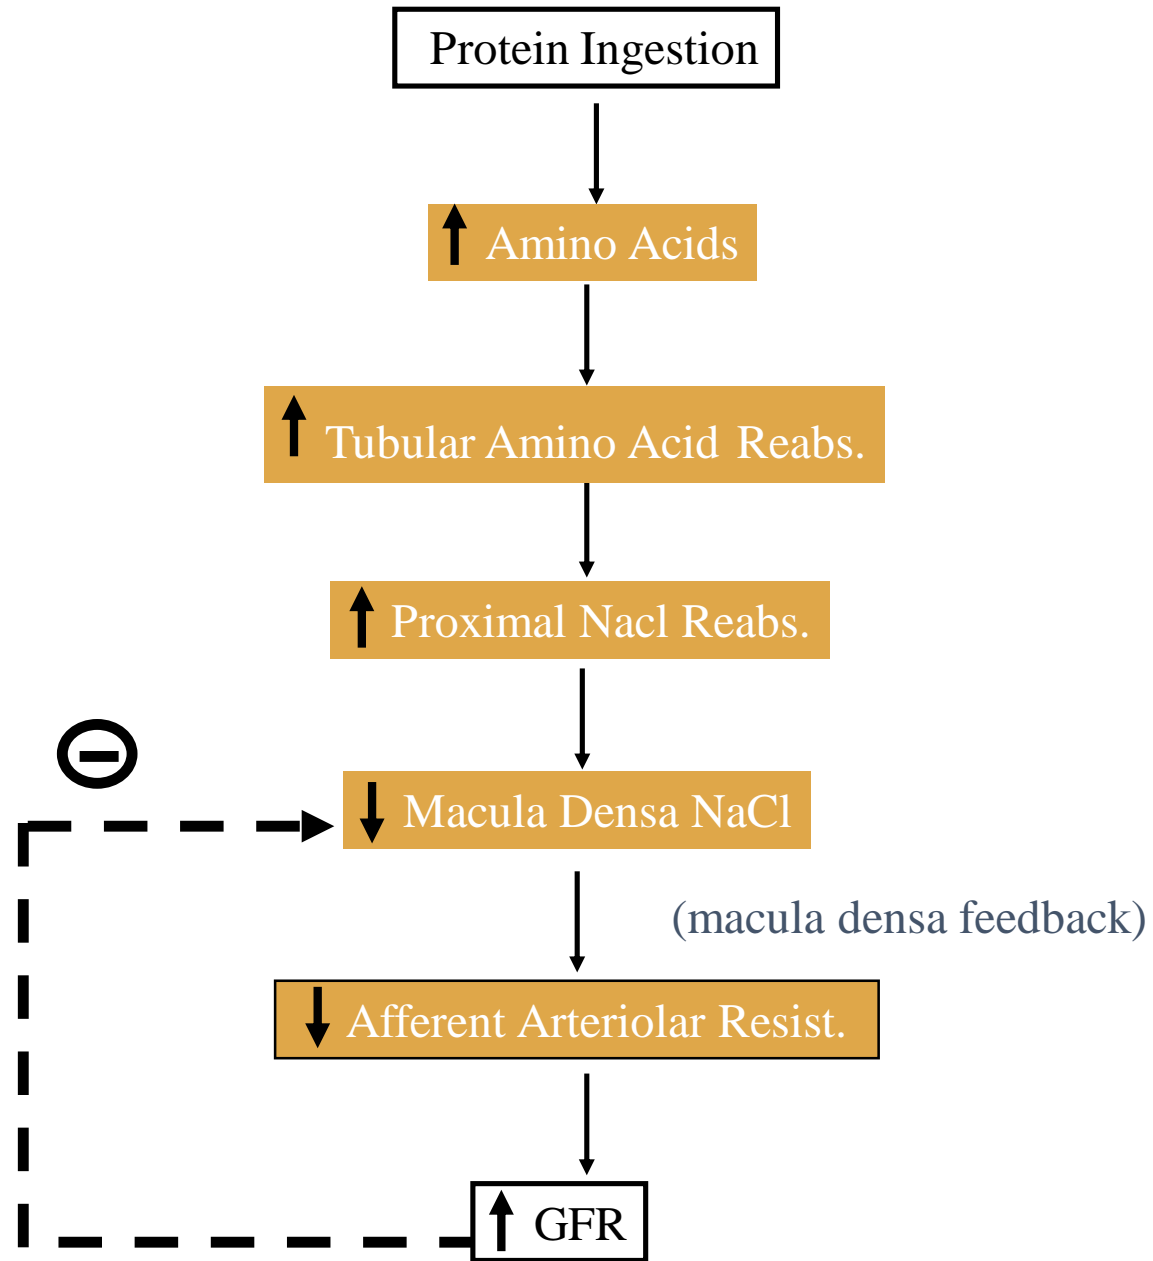 Protein Ingestion
Amino Acids
Tubular Amino Acid Reabs.
Proximal Nacl Reabs.
Macula Densa NaCl
(macula densa feedback)
Afferent Arteriolar Resist.
GFR